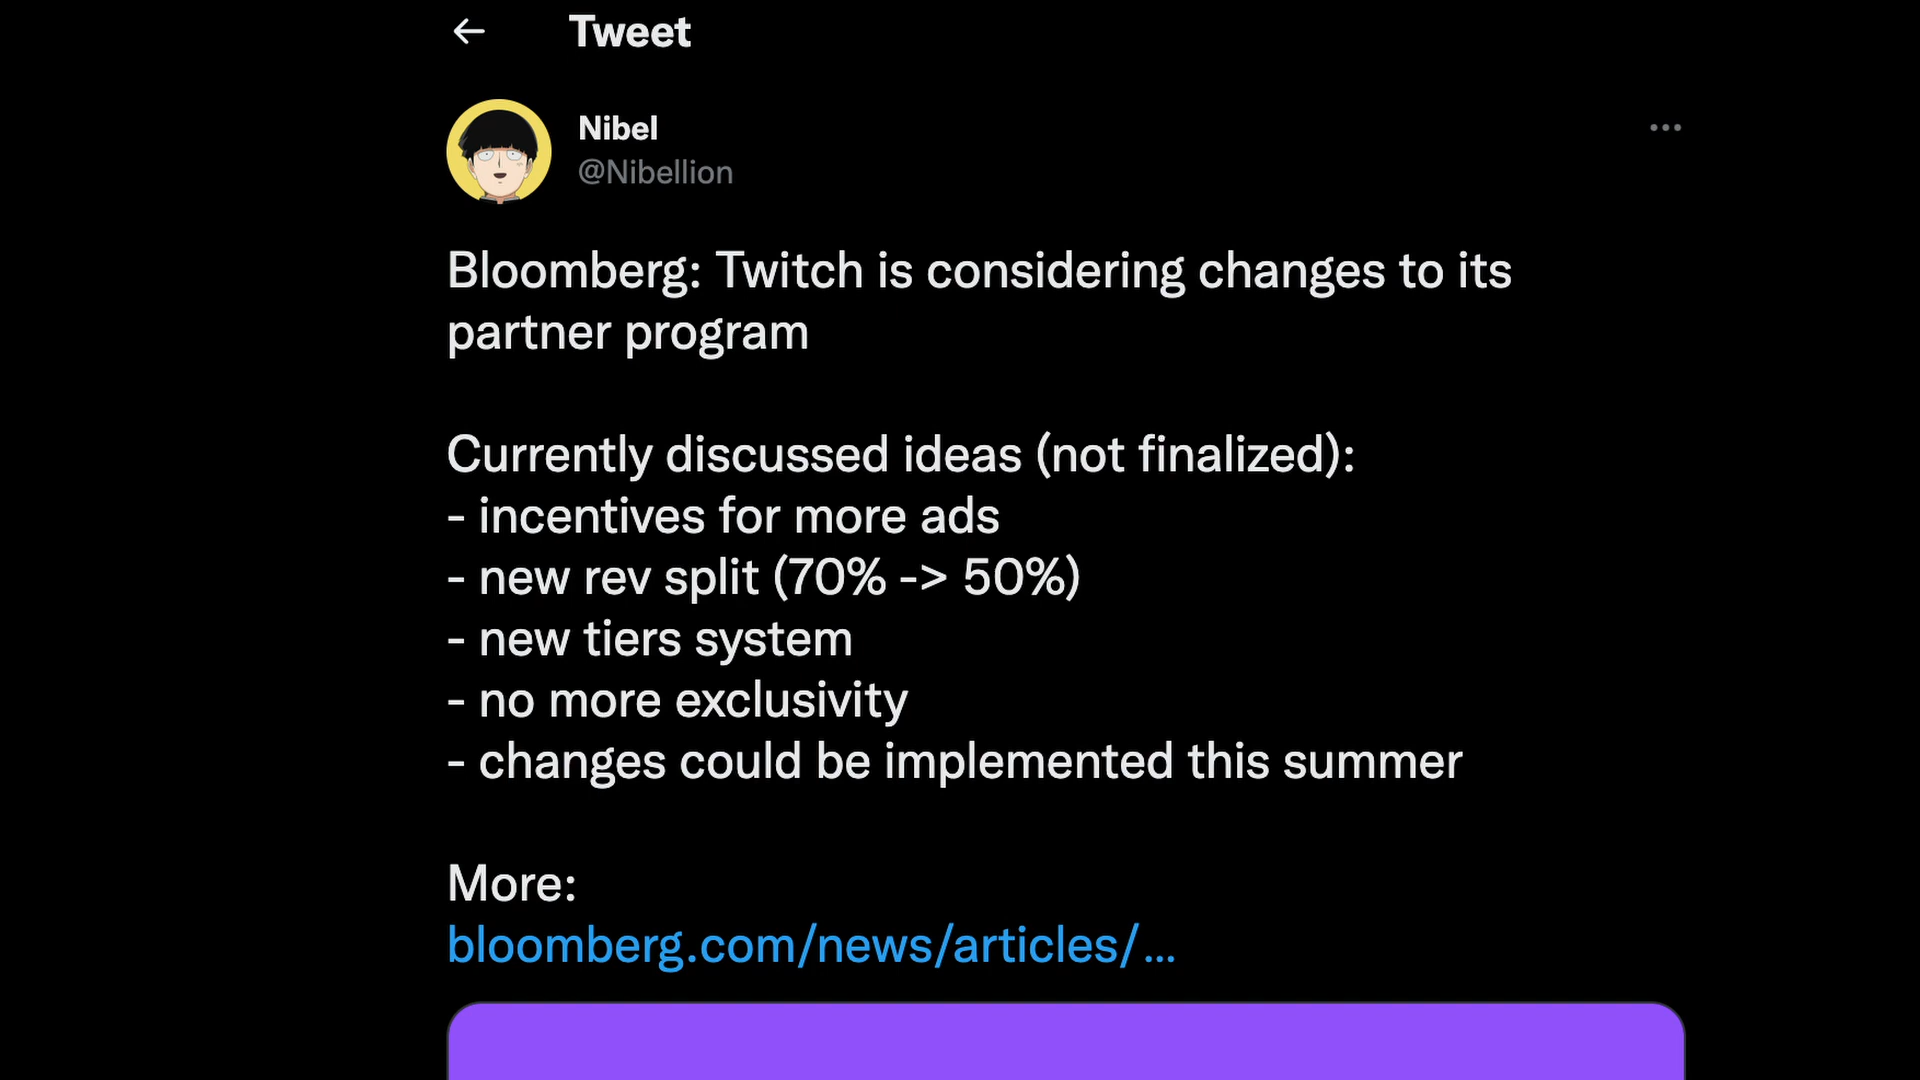 Tweet
Nibel
@Nibellion
Bloomberg: Twitch is considering changes to its
partner program
Currently discussed ideas (not finalized):
- incentives for more ads
- new rev split (70% -> 50%)
- new tiers system
- no more exclusivity
- changes could be implemented this summer
More:
bloomberg.com/news/articles/...